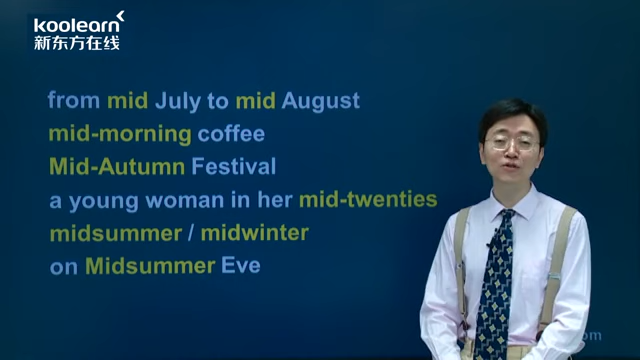 koolearn
新东方在线
from mid July to mid August
mid-morning coffee
Mid-Autumn Festival
a young woman in her mid-twenties
midsummer / midwinter
on Midsummer Eve